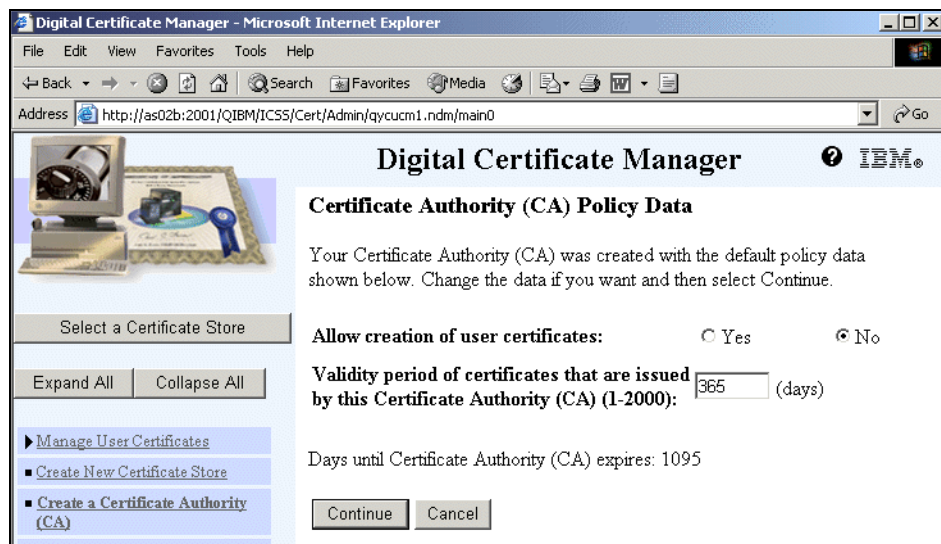 Digital Certificate Manager - Microsoft Internet Explorer
File Edit View Favorites Tools Help
Back Search Favorites Media
Address http://as02b:2001/QIBM/ICSS/Cert/Admin/qycucm1.ndm/main0 Go
Digital Certificate Manager ? IBM®
Certificate Authority (CA) Policy Data
Your Certificate Authority (CA) was created with the default policy data
shown below. Change the data if you want and then select Continue.
Select a Certificate Store
Expand All Collapse All
Manage User Certificates
Create New Certificate Store
Create a Certificate Authority
(CA)
Allow creation of user certificates: Yes No
Validity period of certificates that are issued
by this Certificate Authority (CA) (1-2000): 365 (days)
Days until Certificate Authority (CA) expires: 1095
Continue Cancel